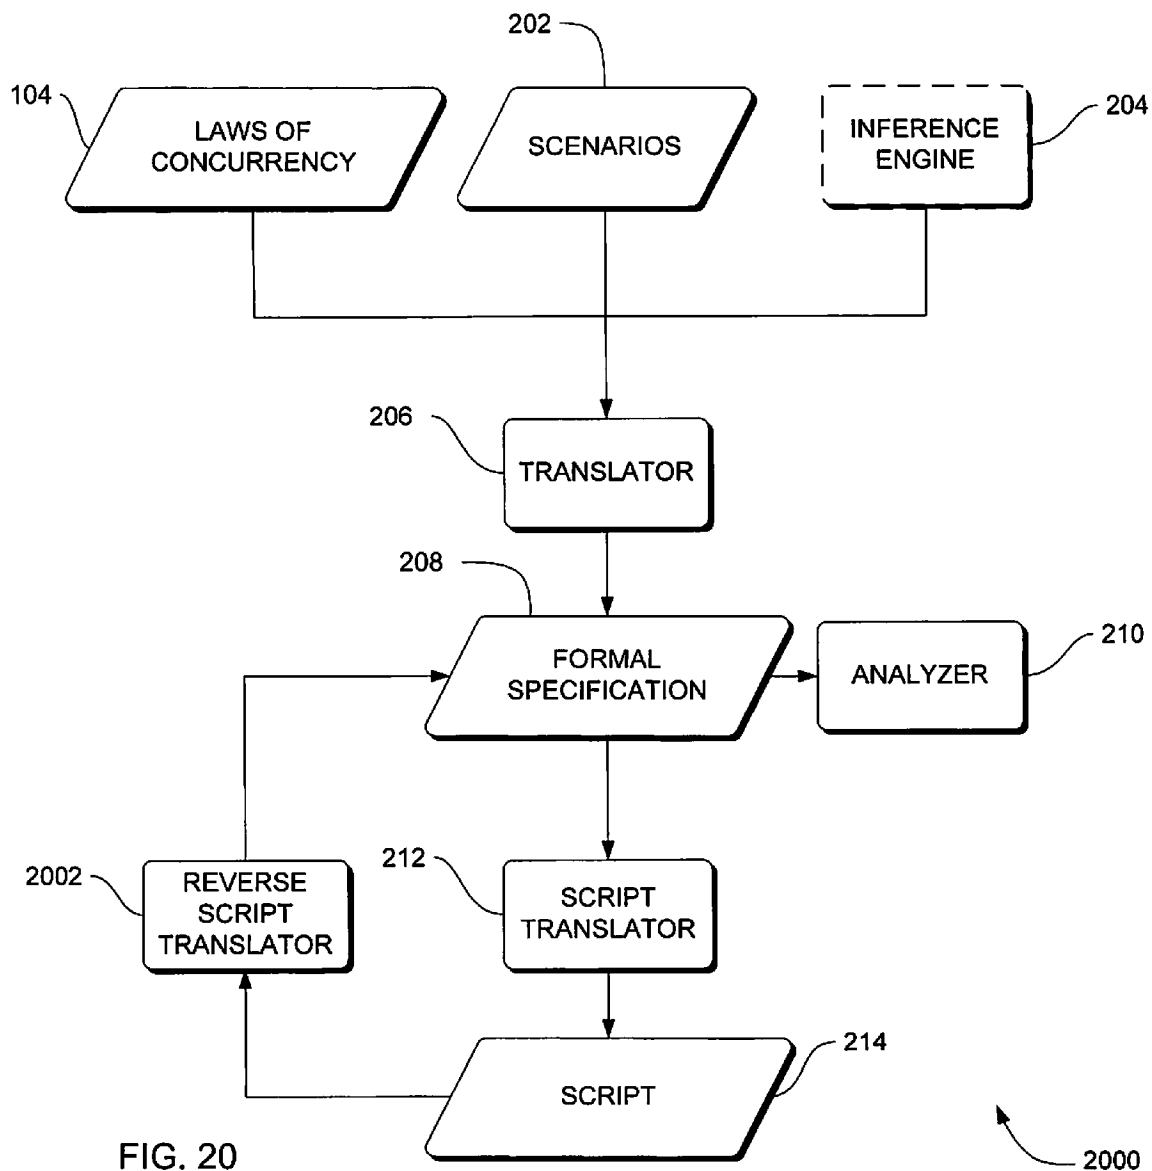 202
104
LAWS OF
CONCURRENCY
SCENARIOS
INFERENCE
ENGINE
204
206
TRANSLATOR
208
FORMAL
SPECIFICATION
ANALYZER
210
2002
REVERSE
SCRIPT
TRANSLATOR
212
SCRIPT
TRANSLATOR
SCRIPT
214
FIG. 20
2000